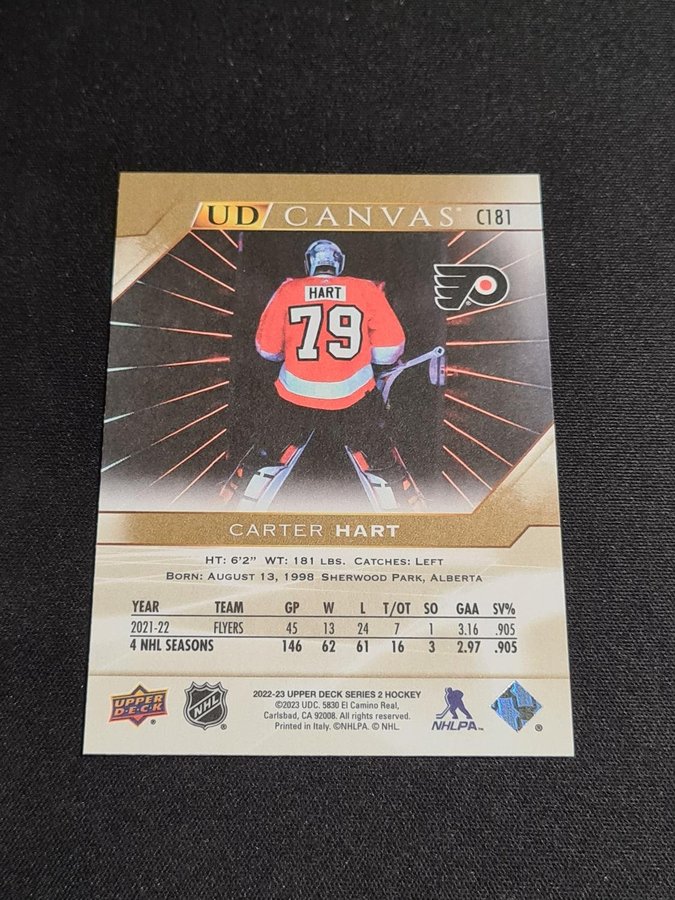 UD CANVAS C181
HART
79
CARTER HART
HT: 6'2" WT: 181 LBS. CATCHES: LEFT
BORN: AUGUST 13, 1998 SHERWOOD PARK, ALBERTA
YEAR TEAM GP W L T/OT SO GAA SV%
2021-22 FLYERS 45 13 24 7 1 3.16 .905
4 NHL SEASONS 146 62 61 16 3 2.97 .905
2022-23 UPPER DECK SERIES 2 HOCKEY
©2023 UDC. 5830 El Camino Real,
Carlsbad, CA 92008. All rights reserved.
Printed in Italy. ©NHLPA. © NHL.
UPPER DECK ®
NHL ®
NHLPA™
®